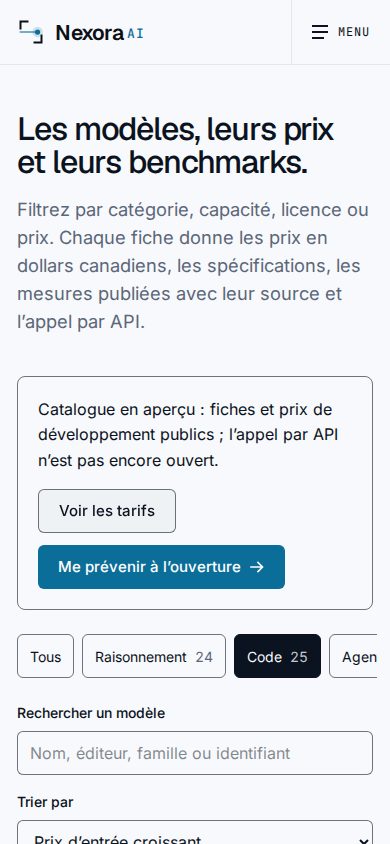 Nexora AI
MENU
Les modèles, leurs prix
et leurs benchmarks.
Filtrez par catégorie, capacité, licence ou
prix. Chaque fiche donne les prix en
dollars canadiens, les spécifications, les
mesures publiées avec leur source et
l’appel par API.
Catalogue en aperçu : fiches et prix de
développement publics ; l’appel par API
n’est pas encore ouvert.
Voir les tarifs
Me prévenir à l’ouverture →
Tous
Raisonnement 24
Code 25
Agen
Rechercher un modèle
Nom, éditeur, famille ou identifiant
Trier par
Prix d’entrée croissant